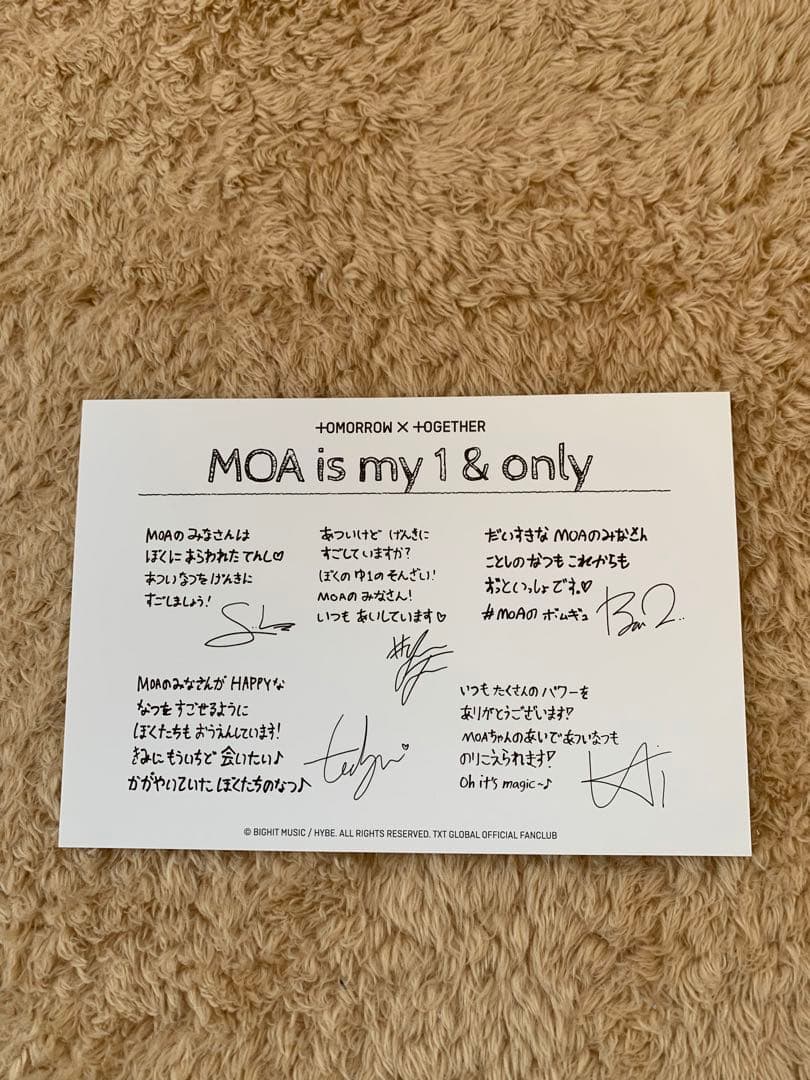 TOMORROW X TOGETHER
MOA is my 1 & only
MOAのみなさんは
ぼくにあらわれた てんし♡
あつい なつを げんきに
すごしましょう!
あついけど げんきに
すごしていますか?
ぼくの ゆ1の そんざい!
MOAの みなさん!
いつも あいしています♡
だいすきな MOAのみなさん
ことしの なつも これからも
ずっといっしょです。♡
#MOAの ボムギュ
MOAのみなさんが HAPPYな
なつを すごせるように
ぼくたちも おうえんしています!
きみに もういちど 会いたい♪
かがやいていた ぼくたちのなつ♪
いつも たくさんの パワーを
ありがとうございます!
MOAちゃんのあいで あついなつも
のりこえられます!
Oh it's magic~♪
© BIGHIT MUSIC / HYBE. ALL RIGHTS RESERVED. TXT GLOBAL OFFICIAL FANCLUB